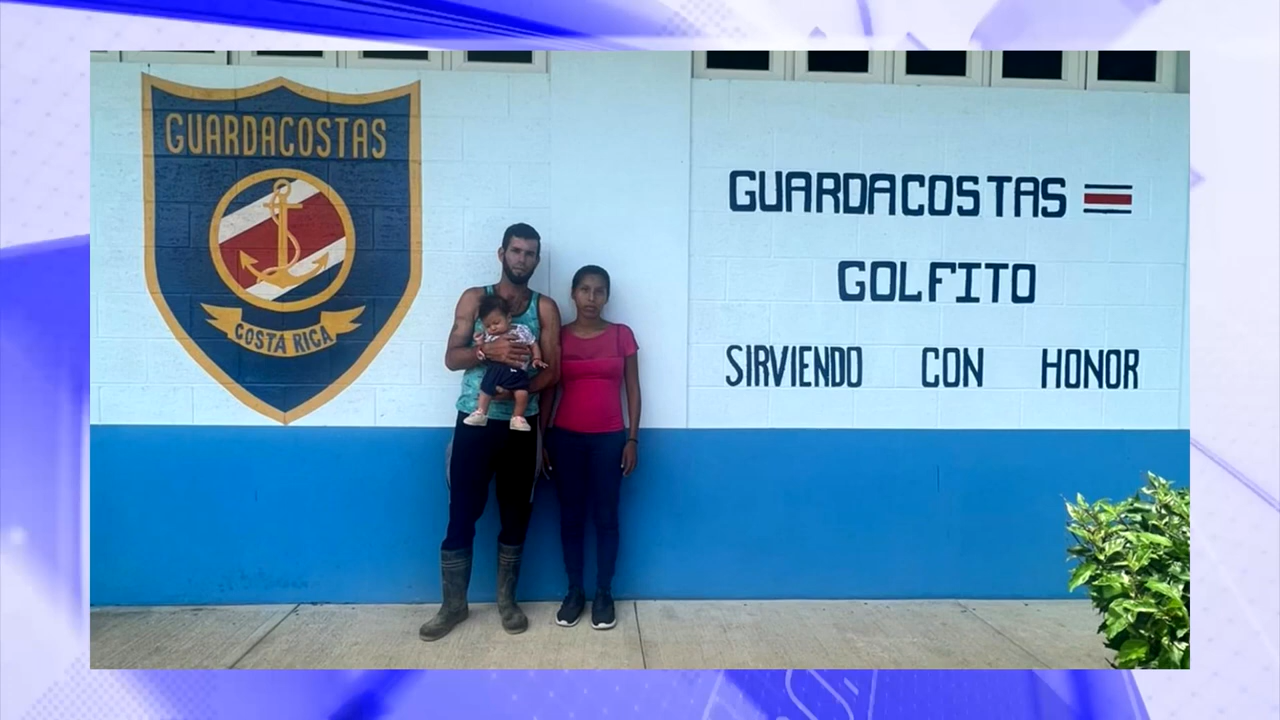 GUARDACOSTAS
COSTA RICA
GUARDACOSTAS
GOLFITO
SIRVIENDO CON HONOR